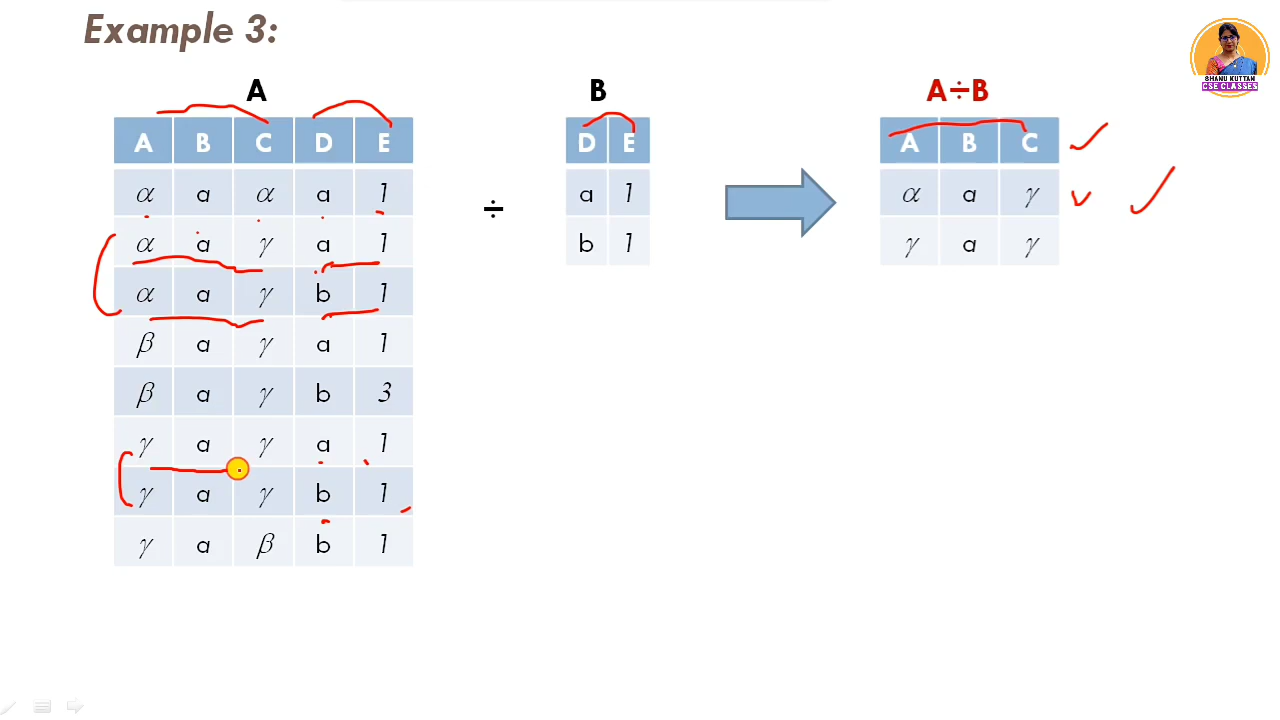 Example 3:
BHANU KUTTAN
CSE CLASSES
A B A÷B
A B C D E D E A B C
α a α a 1 a 1 α a γ
÷
α a γ a 1 b 1 γ a γ
α a γ b 1
β a γ a 1
β a γ b 3
γ a γ a 1
γ a γ b 1
γ a β b 1